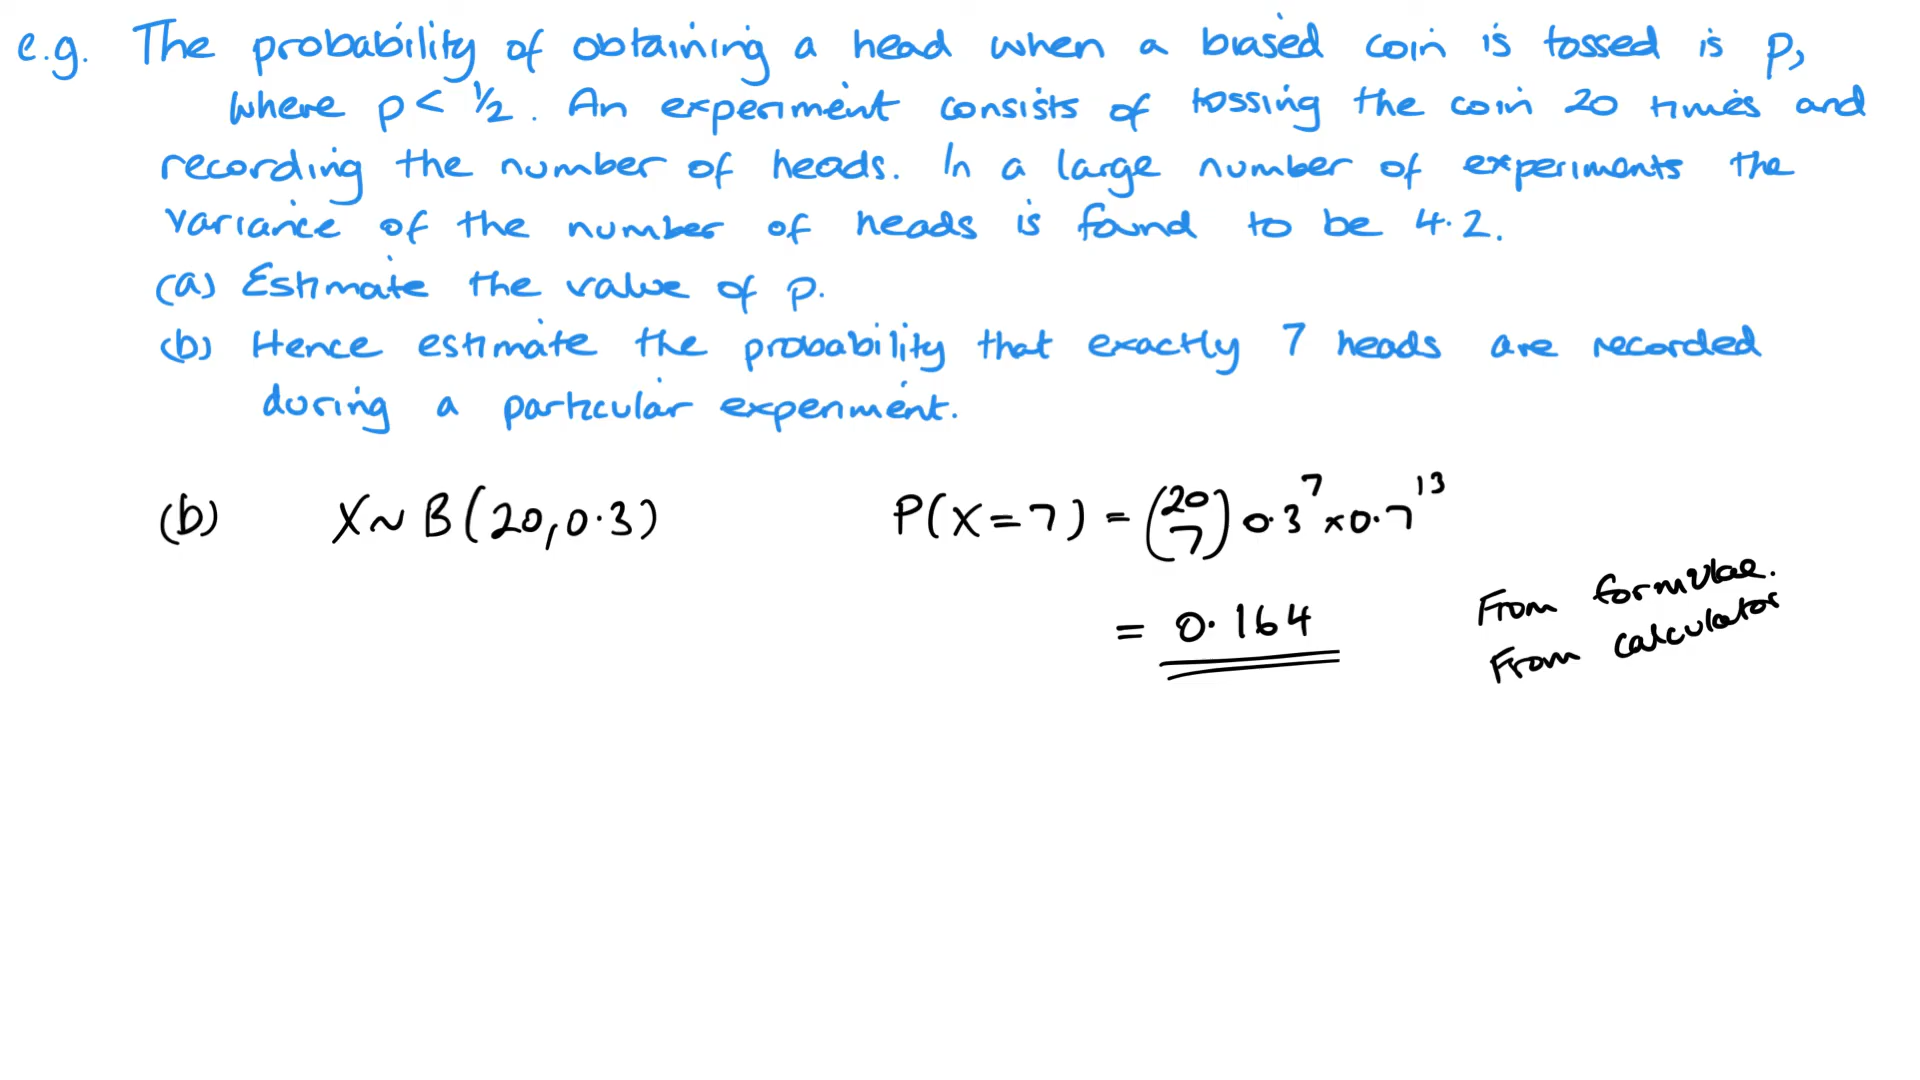 e.g. The probability of obtaining a head when a biased coin is tossed is p,
where p < 1/2. An experiment consists of tossing the coin 20 times and
recording the number of heads. In a large number of experiments the
variance of the number of heads is found to be 4.2.
(a) Estimate the value of p.
(b) Hence estimate the probability that exactly 7 heads are recorded
during a particular experiment.
(b) X~B(20,0.3) P(X=7) = (20 7) 0.3^7 × 0.7^13
= 0.164
From formulae.
From calculator